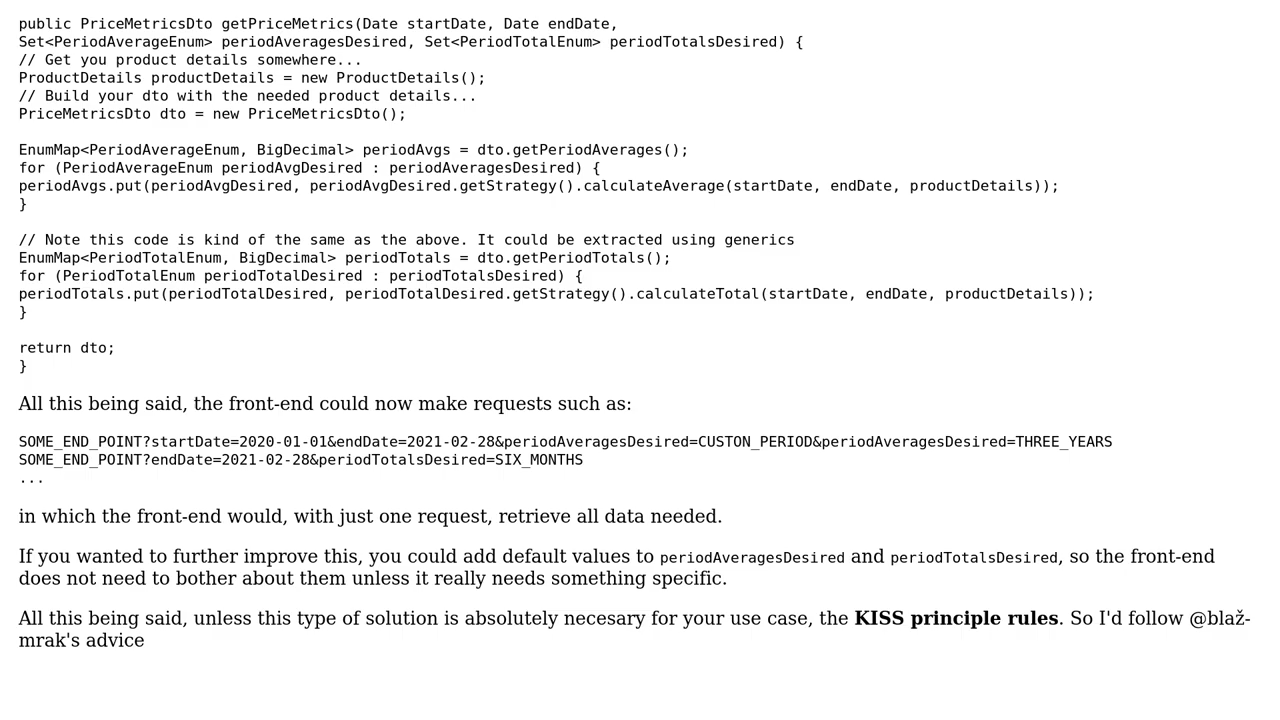 public PriceMetricsDto getPriceMetrics(Date startDate, Date endDate,
Set<PeriodAverageEnum> periodAveragesDesired, Set<PeriodTotalEnum> periodTotalsDesired) {
// Get you product details somewhere...
ProductDetails productDetails = new ProductDetails();
// Build your dto with the needed product details...
PriceMetricsDto dto = new PriceMetricsDto();
EnumMap<PeriodAverageEnum, BigDecimal> periodAvgs = dto.getPeriodAverages();
for (PeriodAverageEnum periodAvgDesired : periodAveragesDesired) {
periodAvgs.put(periodAvgDesired, periodAvgDesired.getStrategy().calculateAverage(startDate, endDate, productDetails));
}
// Note this code is kind of the same as the above. It could be extracted using generics
EnumMap<PeriodTotalEnum, BigDecimal> periodTotals = dto.getPeriodTotals();
for (PeriodTotalEnum periodTotalDesired : periodTotalsDesired) {
periodTotals.put(periodTotalDesired, periodTotalDesired.getStrategy().calculateTotal(startDate, endDate, productDetails));
}
return dto;
}
All this being said, the front-end could now make requests such as:
SOME_END_POINT?startDate=2020-01-01&endDate=2021-02-28&periodAveragesDesired=CUSTON_PERIOD&periodAveragesDesired=THREE_YEARS
SOME_END_POINT?endDate=2021-02-28&periodTotalsDesired=SIX_MONTHS
...
in which the front-end would, with just one request, retrieve all data needed.
If you wanted to further improve this, you could add default values to periodAveragesDesired and periodTotalsDesired, so the front-end
does not need to bother about them unless it really needs something specific.
All this being said, unless this type of solution is absolutely necesary for your use case, the KISS principle rules. So I'd follow @blaž-
mrak's advice